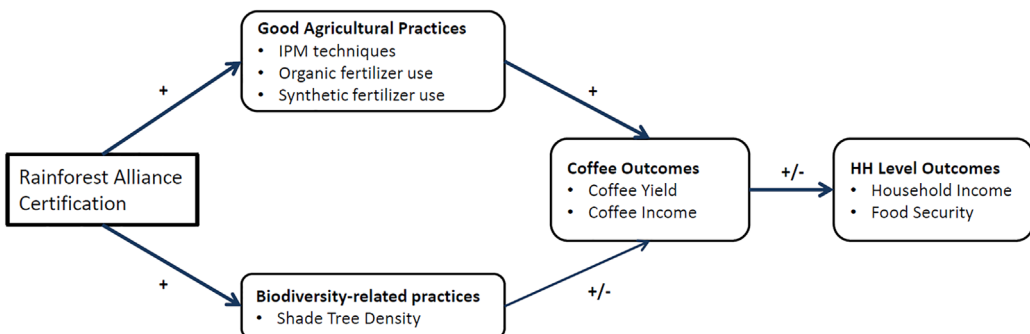 Good Agricultural Practices
• IPM techniques
• Organic fertilizer use
• Synthetic fertilizer use
+
+
Rainforest Alliance
Certification
Coffee Outcomes
• Coffee Yield
• Coffee Income
+/-
HH Level Outcomes
• Household Income
• Food Security
+
Biodiversity-related practices
• Shade Tree Density
+/-